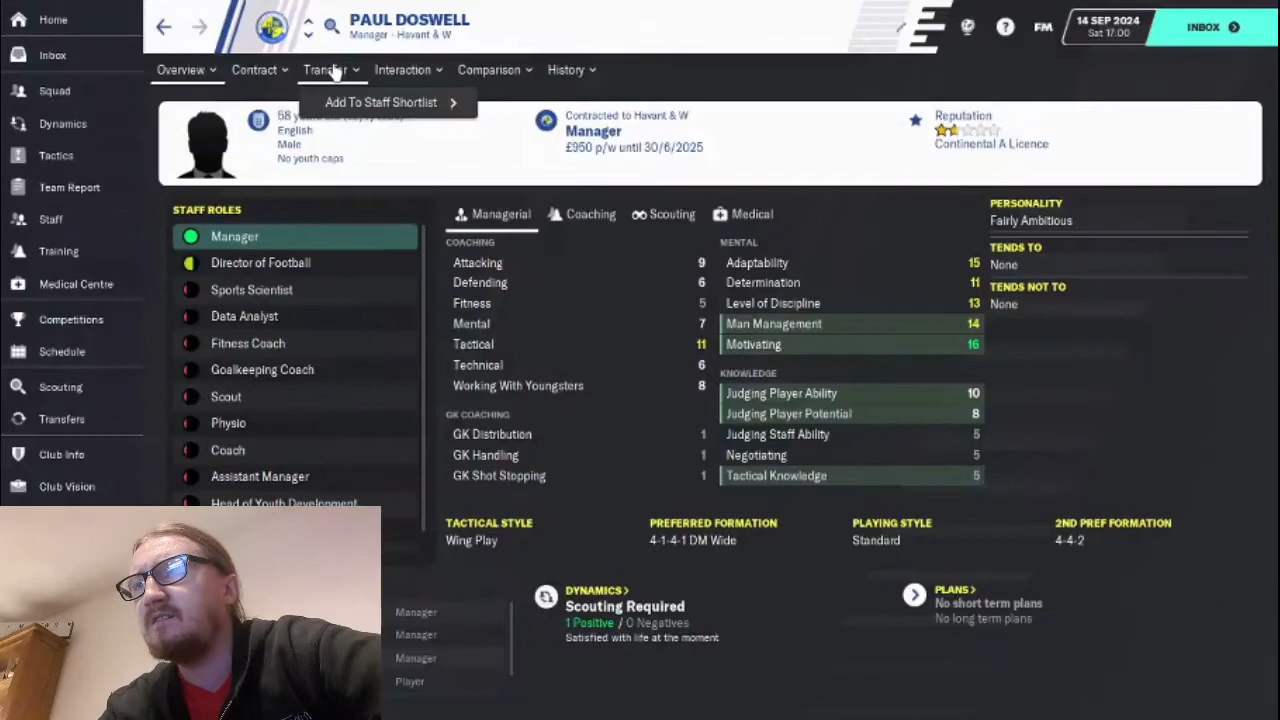 Home
PAUL DOSWELL
Manager - Havant & W
FM
14 SEP 2024
Sat 17:00
INBOX
Inbox
Overview
Contract
Transfer
Interaction
Comparison
History
Squad
Add To Staff Shortlist
Dynamics
58
English
Male
No youth caps
Contracted to Havant & W
Manager
£950 p/w until 30/6/2025
Reputation
Continental A Licence
Tactics
Team Report
Staff
Training
Medical Centre
Competitions
Schedule
Scouting
Transfers
Club Info
Club Vision
STAFF ROLES
Manager
Director of Football
Sports Scientist
Data Analyst
Fitness Coach
Goalkeeping Coach
Scout
Physio
Coach
Assistant Manager
Head of Youth Development
Managerial
Coaching
Scouting
Medical
COACHING
Attacking 9
Defending 6
Fitness 5
Mental 7
Tactical 11
Technical 6
Working With Youngsters 8
GK COACHING
GK Distribution 1
GK Handling 1
GK Shot Stopping 1
MENTAL
Adaptability 15
Determination 11
Level of Discipline 13
Man Management 14
Motivating 16
KNOWLEDGE
Judging Player Ability 10
Judging Player Potential 8
Judging Staff Ability 5
Negotiating 5
Tactical Knowledge 5
PERSONALITY
Fairly Ambitious
TENDS TO
None
TENDS NOT TO
None
TACTICAL STYLE
Wing Play
PREFERRED FORMATION
4-1-4-1 DM Wide
PLAYING STYLE
Standard
2ND PREF FORMATION
4-4-2
Manager
Manager
Manager
Player
DYNAMICS >
Scouting Required
1 Positive / 0 Negatives
Satisfied with life at the moment
PLANS >
No short term plans
No long term plans